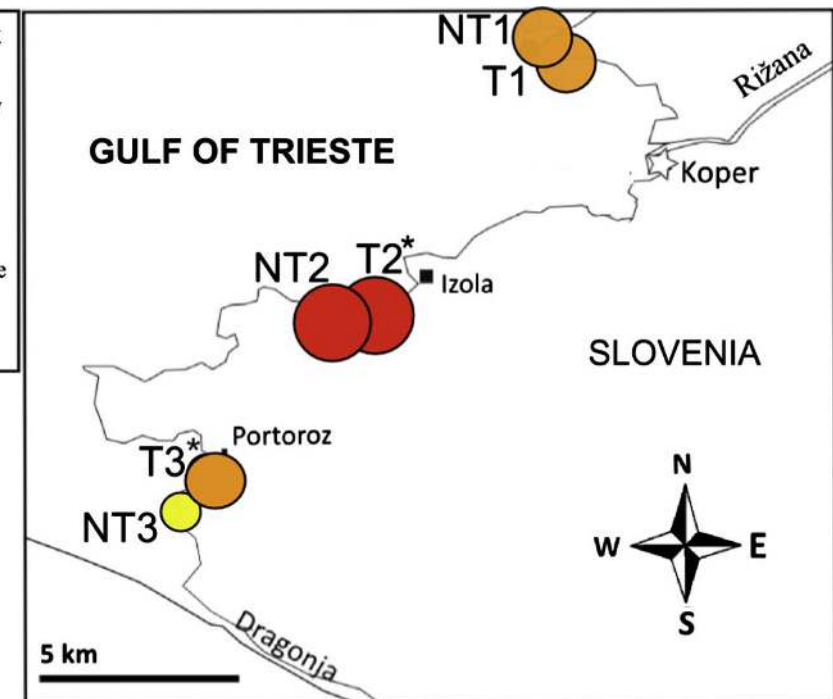 NT1
T1
Rižana
GULF OF TRIESTE
Koper
NT2
T2*
Izola
SLOVENIA
Portoroz
T3*
NT3
N
W
E
S
Dragonja
5 km